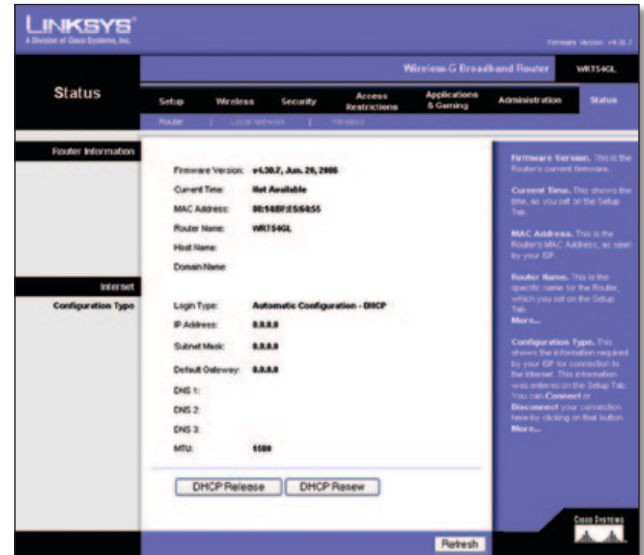 LINKSYS®
A Division of Cisco Systems, Inc.
Firmware Version: v4.30.7
Wireless-G Broadband Router WRT54GL
Status
Setup Wireless Security Access Restrictions Applications & Gaming Administration Status
Router | Local Network | Wireless
Router Information
Firmware Version: v4.30.7, Jun. 20, 2006
Current Time: Not Available
MAC Address:
Router Name: WRT54GL
Host Name:
Domain Name:
Internet
Configuration Type
Login Type: Automatic Configuration - DHCP
IP Address: 0.0.0.0
Subnet Mask: 0.0.0.0
Default Gateway: 0.0.0.0
DNS 1:
DNS 2:
DNS 3:
MTU: 1500
DHCP Release DHCP Renew
Firmware Version. This is the
Router's current firmware.
Current Time. This shows the
time, as you set on the Setup
Tab.
MAC Address. This is the
Router's MAC Address, as seen
by your ISP.
Router Name. This is the
specific name for the Router,
which you set on the Setup
Tab.
More...
Configuration Type. This
shows the information required
by your ISP for connection to
the Internet. This information
was entered on the Setup Tab.
You can Connect or
Disconnect your connection
here by clicking on that button.
More...
Refresh
CISCO SYSTEMS